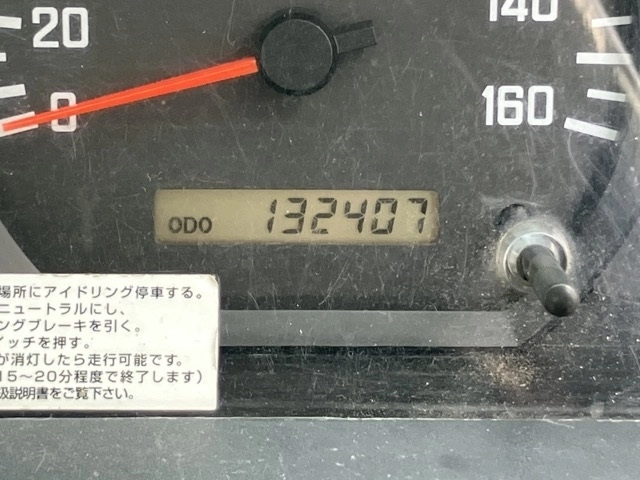 20
140
0
160
ODO 132407
場所にアイドリング停車する。
ニュートラルにし、
ングブレーキを引く。
イッチを押す。
が消灯したら走行可能です。
15～20分程度で終了します)
扱説明書をご覧下さい。